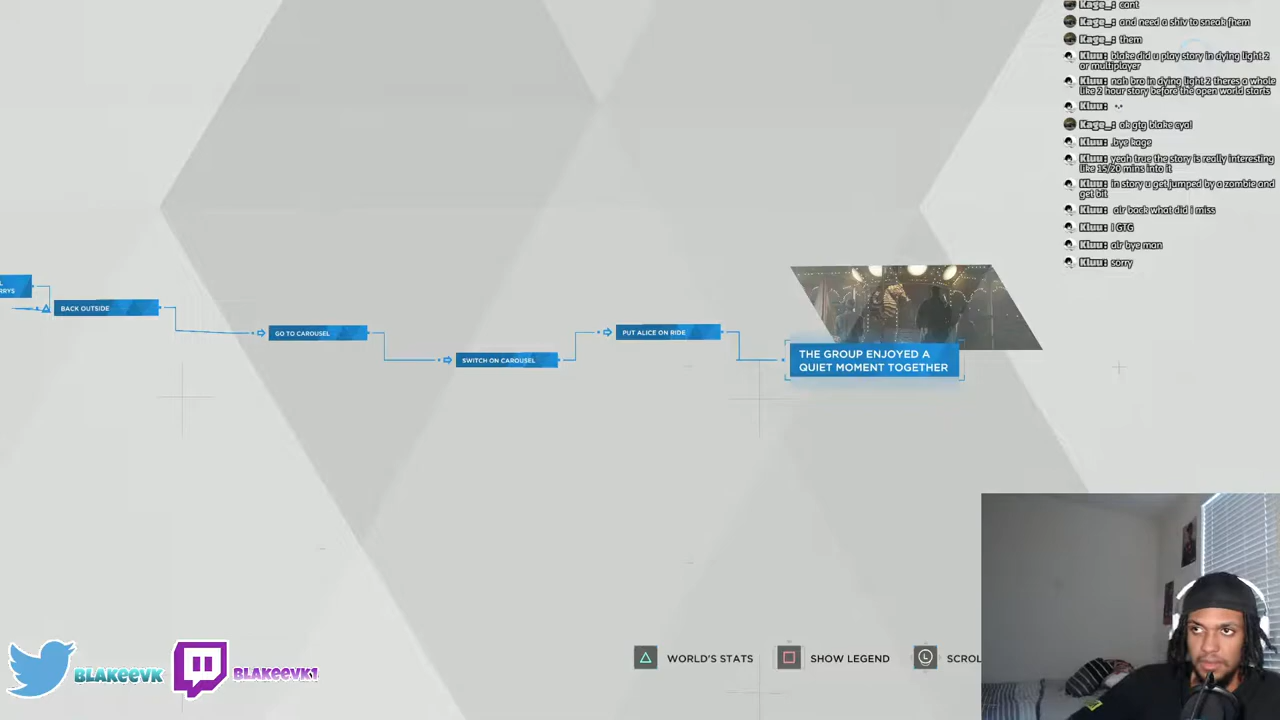 Kage_: cant
Kage_: and need a shiv to sneak fhem
Kage_: them
Kluu: blake did u play story in dying light 2
or multiplayer
Kluu: nah bro in dying light 2 theres a whole
like 2 hour story before the open world starts
Kluu: •.•
Kage_: ok gtg blake cya!
Kluu: .bye kage
Kluu: yeah true the story is really interesting
like 15/20 mins into it
Kluu: in story u get jumped by a zombie and
get bit
Kluu: alr back what did i miss
Kluu: I GTG
Kluu: alr bye man
Kluu: sorry
RRYS
BACK OUTSIDE
GO TO CAROUSEL
SWITCH ON CAROUSEL
PUT ALICE ON RIDE
THE GROUP ENJOYED A
QUIET MOMENT TOGETHER
WORLD'S STATS
SHOW LEGEND
L
SCROL
BLAKEEVK
BLAKEEVK1